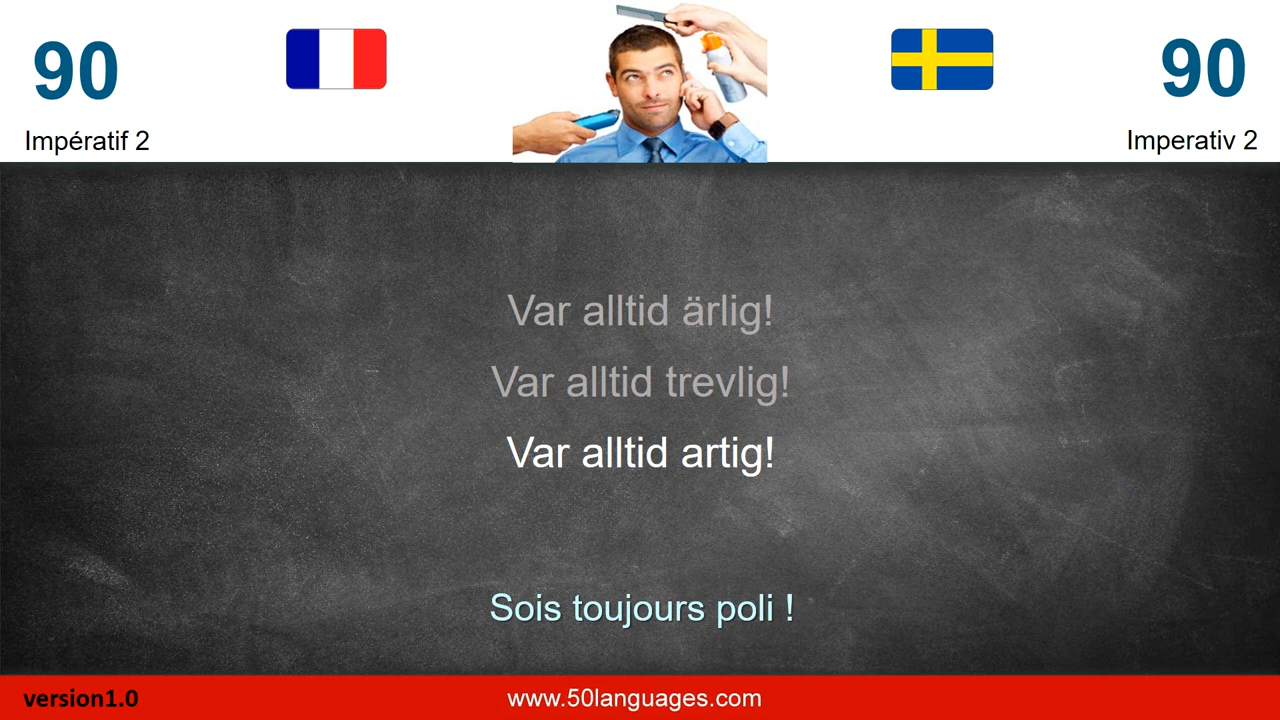 90
90
Impératif 2
Imperativ 2
Var alltid ärlig!
Var alltid trevlig!
Var alltid artig!
Sois toujours poli !
version1.0
www.50languages.com